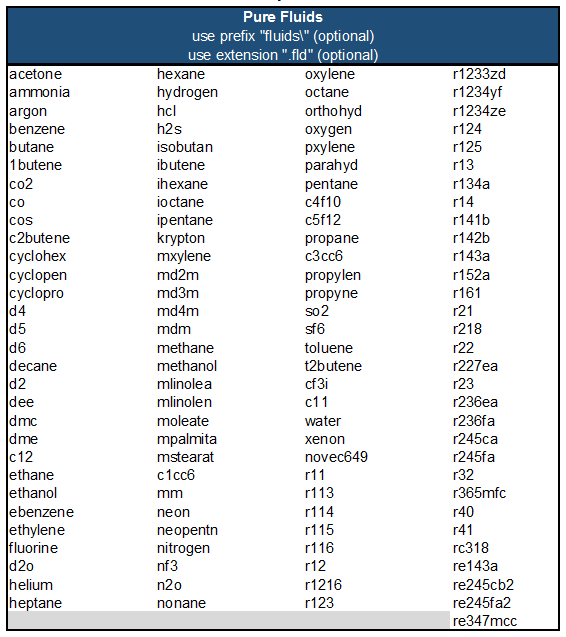 Pure Fluids
use prefix "fluids\" (optional)
use extension ".fld" (optional)
acetone hexane oxylene r1233zd
ammonia hydrogen octane r1234yf
argon hcl orthohyd r1234ze
benzene h2s oxygen r124
butane isobutan pxylene r125
1butene ibutene parahyd r13
co2 ihexane pentane r134a
co ioctane c4f10 r14
cos ipentane c5f12 r141b
c2butene krypton propane r142b
cyclohex mxylene c3cc6 r143a
cyclopen md2m propylen r152a
cyclopro md3m propyne r161
d4 md4m so2 r21
d5 mdm sf6 r218
d6 methane toluene r22
decane methanol t2butene r227ea
d2 mlinolea cf3i r23
dee mlinolen c11 r236ea
dmc moleate water r236fa
dme mpalmita xenon r245ca
c12 mstearat novec649 r245fa
ethane c1cc6 r11 r32
ethanol mm r113 r365mfc
ebenzene neon r114 r40
ethylene neopentn r115 r41
fluorine nitrogen r116 rc318
d2o nf3 r12 re143a
helium n2o r1216 re245cb2
heptane nonane r123 re245fa2
re347mcc